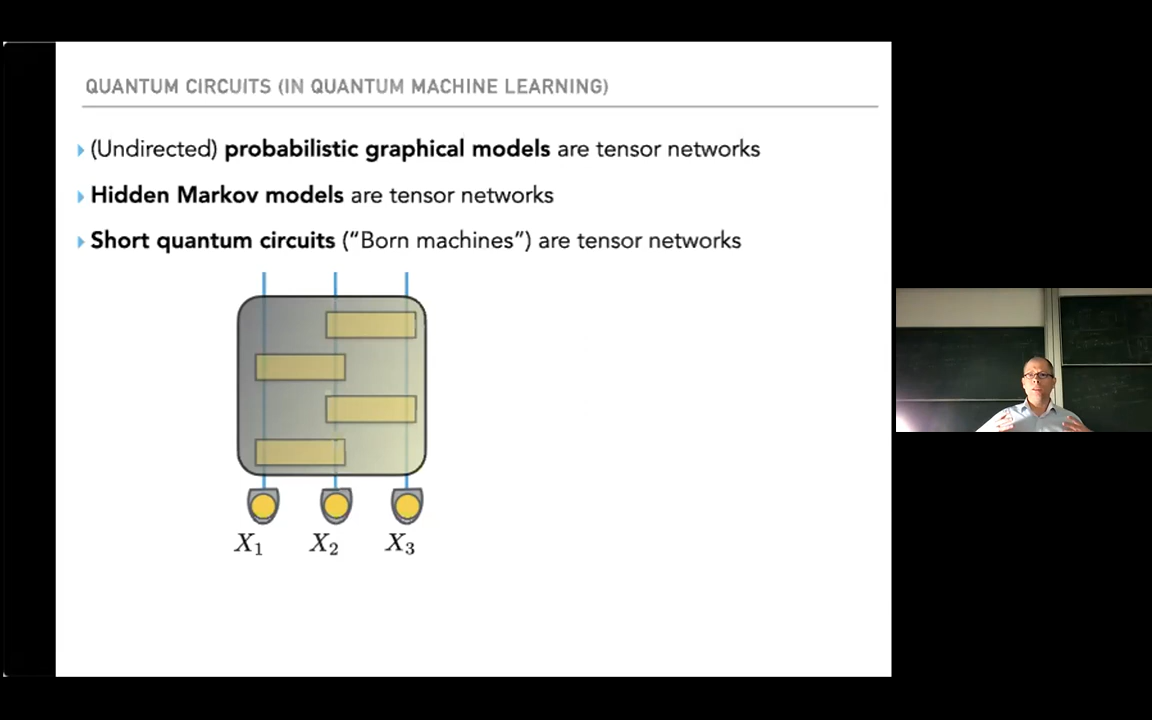 QUANTUM CIRCUITS (IN QUANTUM MACHINE LEARNING)
(Undirected) probabilistic graphical models are tensor networks
Hidden Markov models are tensor networks
Short quantum circuits (“Born machines”) are tensor networks
X1 X2 X3